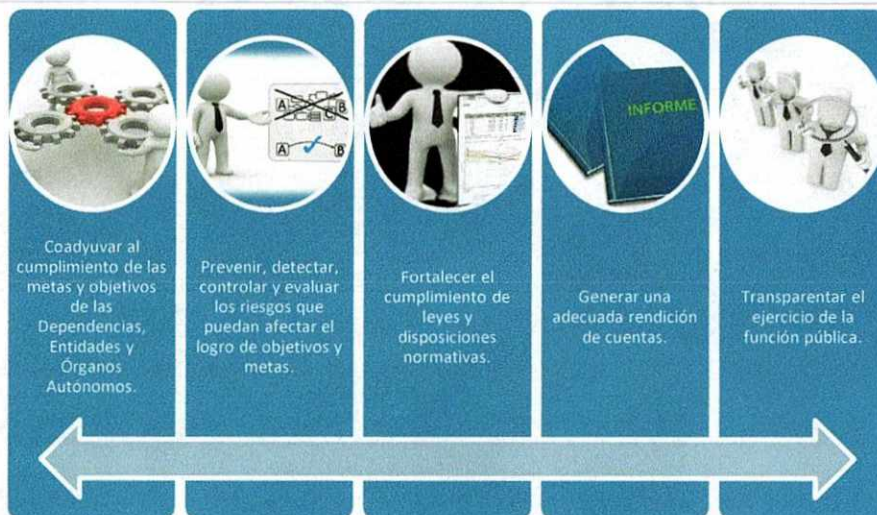 A
B
A
B
INFORME
Coadyuvar al
cumplimiento de las
metas y objetivos
de las
Dependencias,
Entidades y
Órganos
Autónomos.
Prevenir, detectar,
controlar y evaluar
los riesgos que
puedan afectar el
logro de objetivos y
metas.
Fortalecer el
cumplimiento de
leyes y
disposiciones
normativas.
Generar una
adecuada rendición
de cuentas.
Transparentar el
ejercicio de la
función pública.